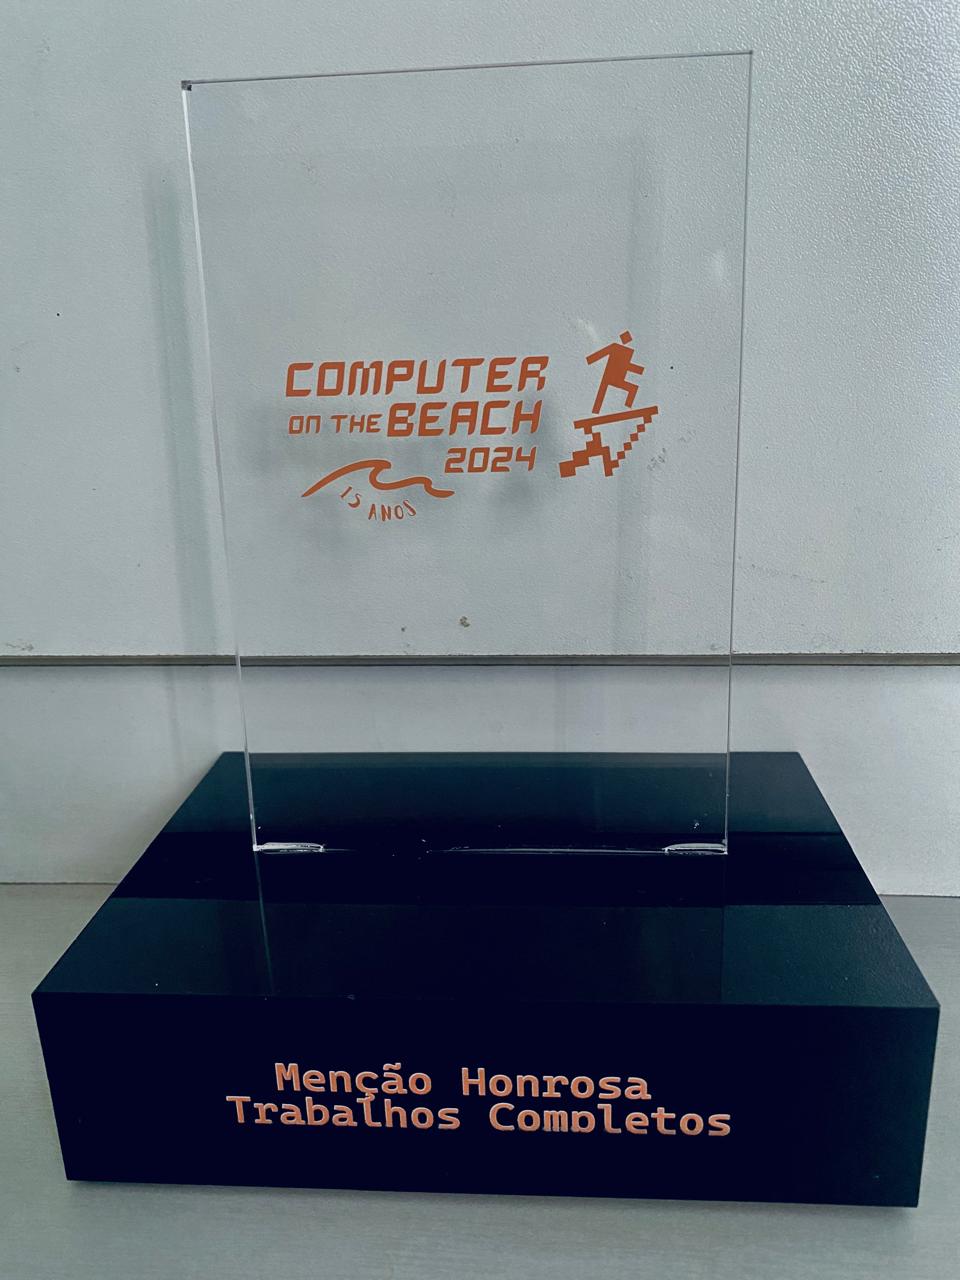 COMPUTER
ON THE BEACH
2024
15 ANOS
Menção Honrosa
Trabalhos Completos